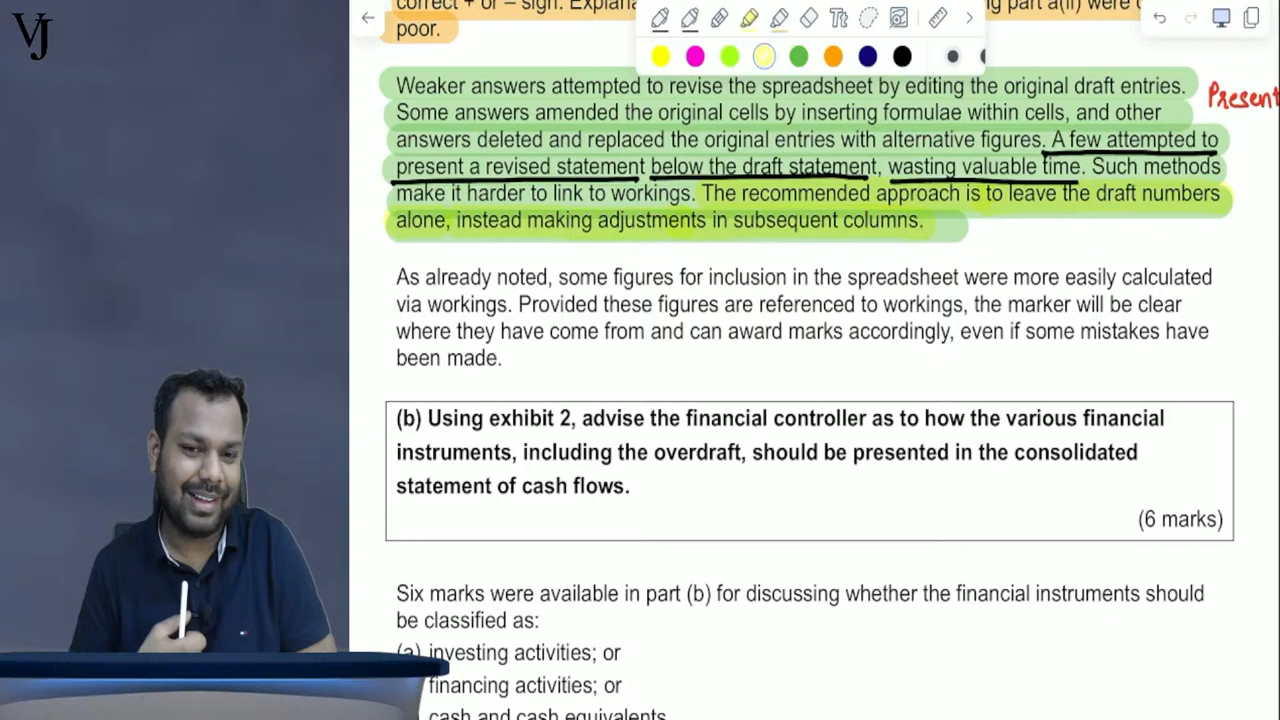 VJ
correct + or – sign. Explana
ng part a(ii) were
poor.
Tt
Weaker answers attempted to revise the spreadsheet by editing the original draft entries.
Some answers amended the original cells by inserting formulae within cells, and other
answers deleted and replaced the original entries with alternative figures. A few attempted to
present a revised statement below the draft statement, wasting valuable time. Such methods
make it harder to link to workings. The recommended approach is to leave the draft numbers
alone, instead making adjustments in subsequent columns.
Present
As already noted, some figures for inclusion in the spreadsheet were more easily calculated
via workings. Provided these figures are referenced to workings, the marker will be clear
where they have come from and can award marks accordingly, even if some mistakes have
been made.
(b) Using exhibit 2, advise the financial controller as to how the various financial
instruments, including the overdraft, should be presented in the consolidated
statement of cash flows.
(6 marks)
Six marks were available in part (b) for discussing whether the financial instruments should
be classified as:
(a) investing activities; or
financing activities; or
cash and cash equivalents